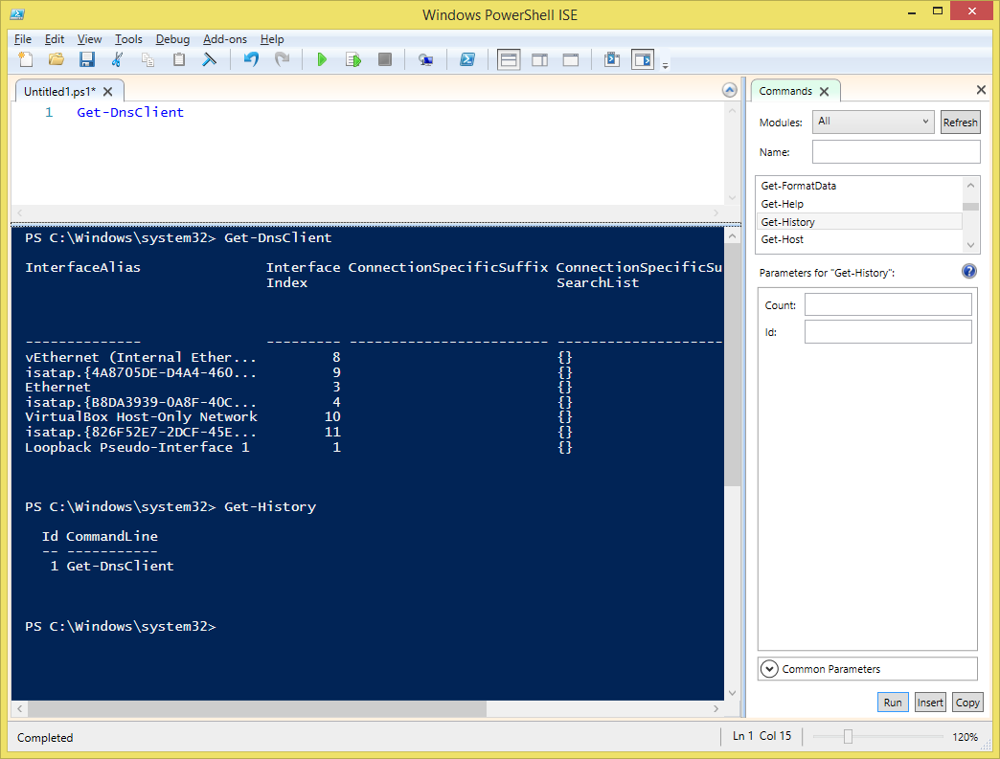 Windows PowerShell ISE
File Edit View Tools Debug Add-ons Help
Untitled1.ps1*
1 Get-DnsClient
PS C:\Windows\system32> Get-DnsClient
InterfaceAlias Interface ConnectionSpecificSuffix ConnectionSpecificSu
Index SearchList
-------------- --------- ------------------------ --------------------
vEthernet (Internal Ether... 8 {}
isatap.{4A8705DE-D4A4-460... 9 {}
Ethernet 3 {}
isatap.{B8DA3939-0A8F-40C... 4 {}
VirtualBox Host-Only Network 10 {}
isatap.{826F52E7-2DCF-45E... 11 {}
Loopback Pseudo-Interface 1 1 {}
PS C:\Windows\system32> Get-History
Id CommandLine
-- -----------
1 Get-DnsClient
PS C:\Windows\system32>
Commands
Modules: All Refresh
Name:
Get-FormatData
Get-Help
Get-History
Get-Host
Parameters for "Get-History":
Count:
Id:
Common Parameters
Run Insert Copy
Completed
Ln 1 Col 15
120%